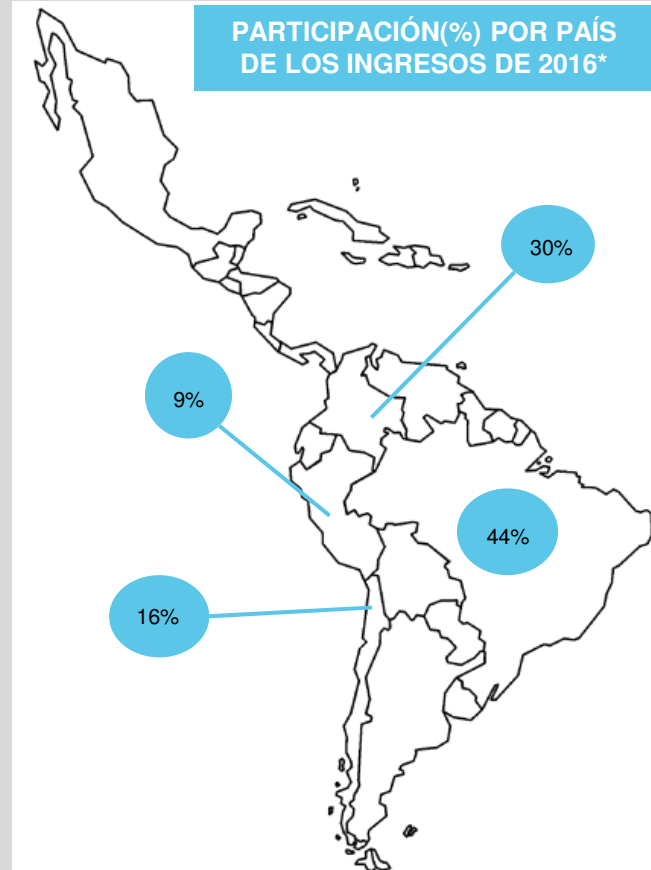 PARTICIPACIÓN(%) POR PAÍS
DE LOS INGRESOS DE 2016*
30%
9%
44%
16%